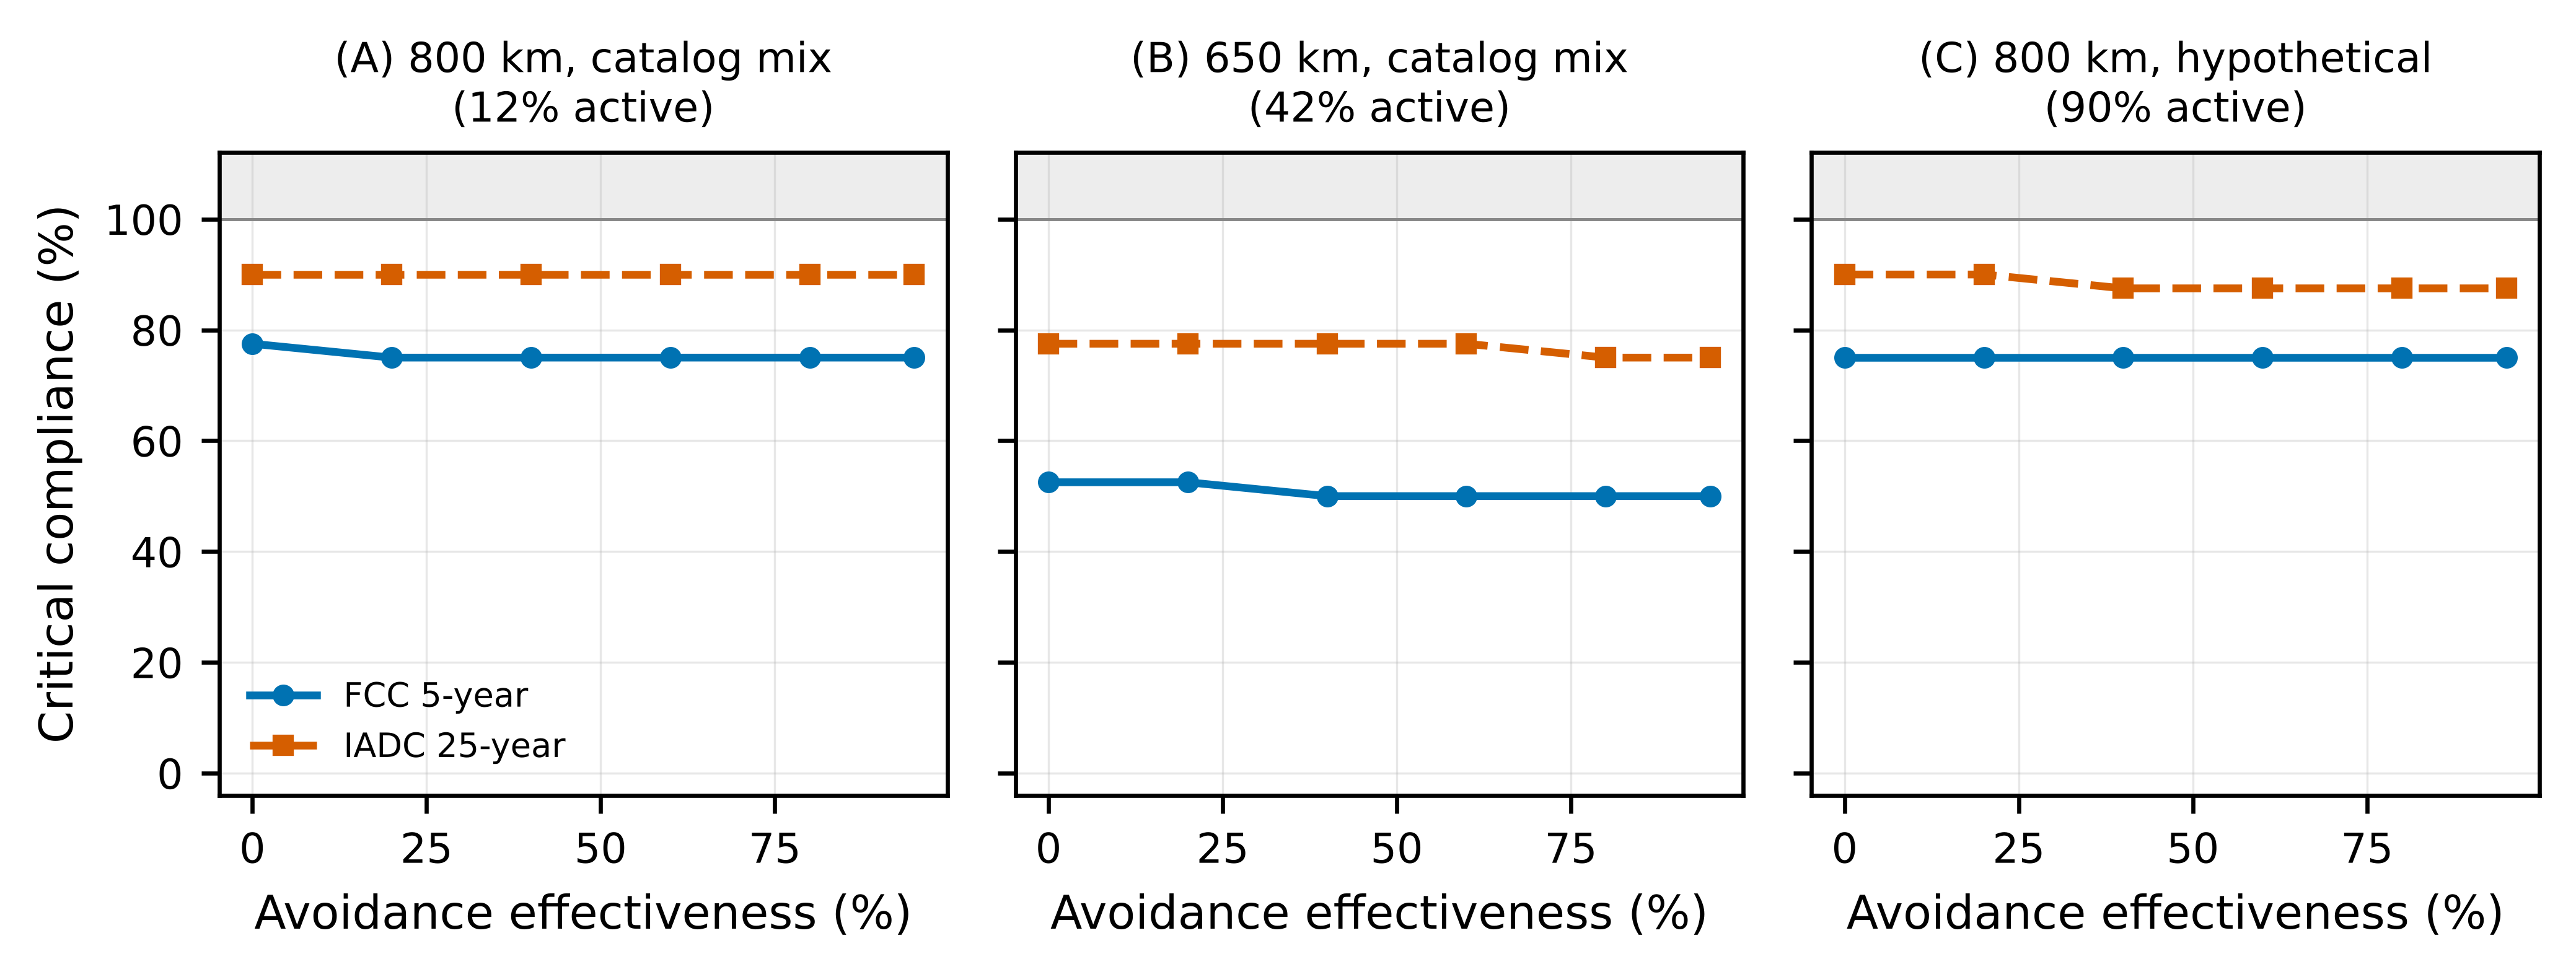 (A) 800 km, catalog mix
(12% active)
(B) 650 km, catalog mix
(42% active)
(C) 800 km, hypothetical
(90% active)
Critical compliance (%)
100
80
60
40
20
0
FCC 5-year
IADC 25-year
0 25 50 75
0 25 50 75
0 25 50 75
Avoidance effectiveness (%)
Avoidance effectiveness (%)
Avoidance effectiveness (%)